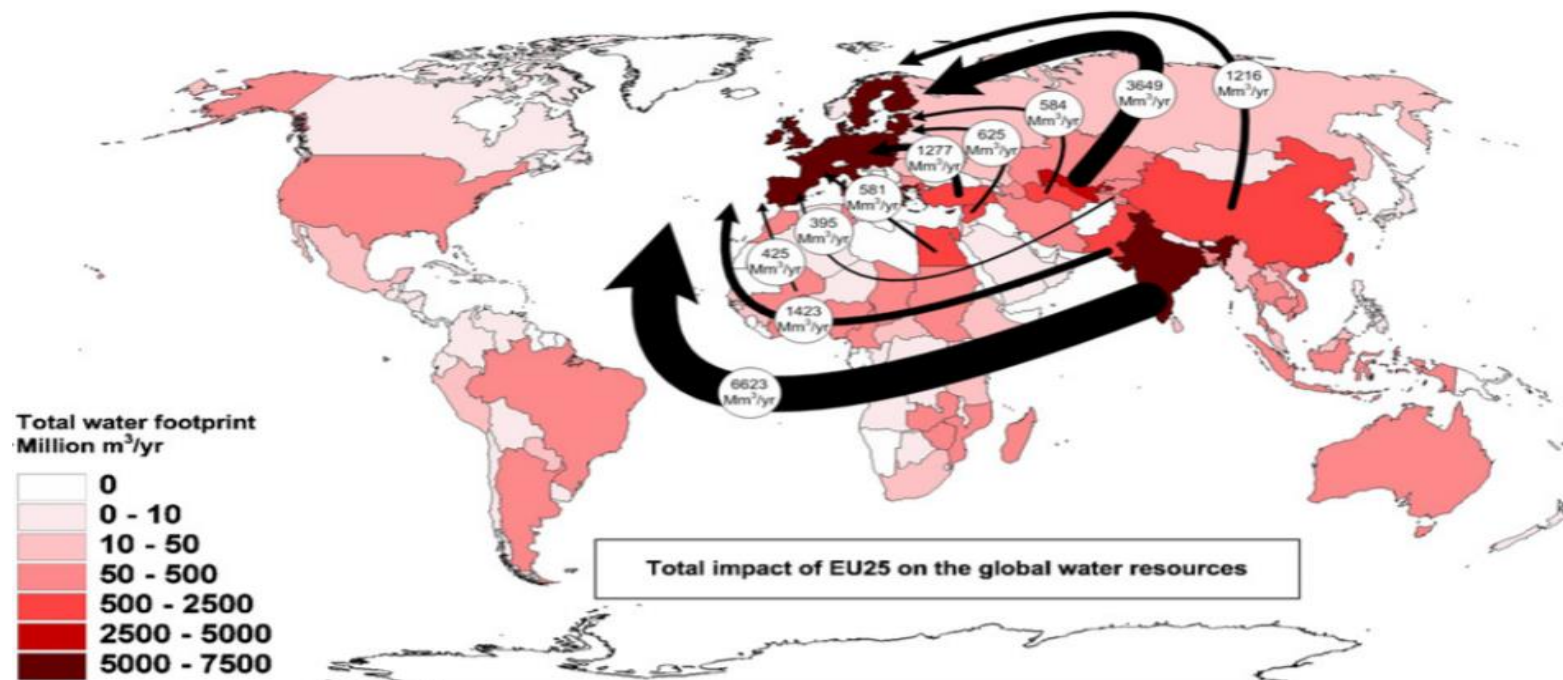 1216
Mm³/yr
3649
Mm³/yr
584
Mm³/yr
625
Mm³/yr
1277
Mm³/yr
581
Mm³/yr
395
Mm³/yr
425
Mm³/yr
1423
Mm³/yr
6623
Mm³/yr
Total water footprint
Million m³/yr
0
0 - 10
10 - 50
50 - 500
500 - 2500
2500 - 5000
5000 - 7500
Total impact of EU25 on the global water resources